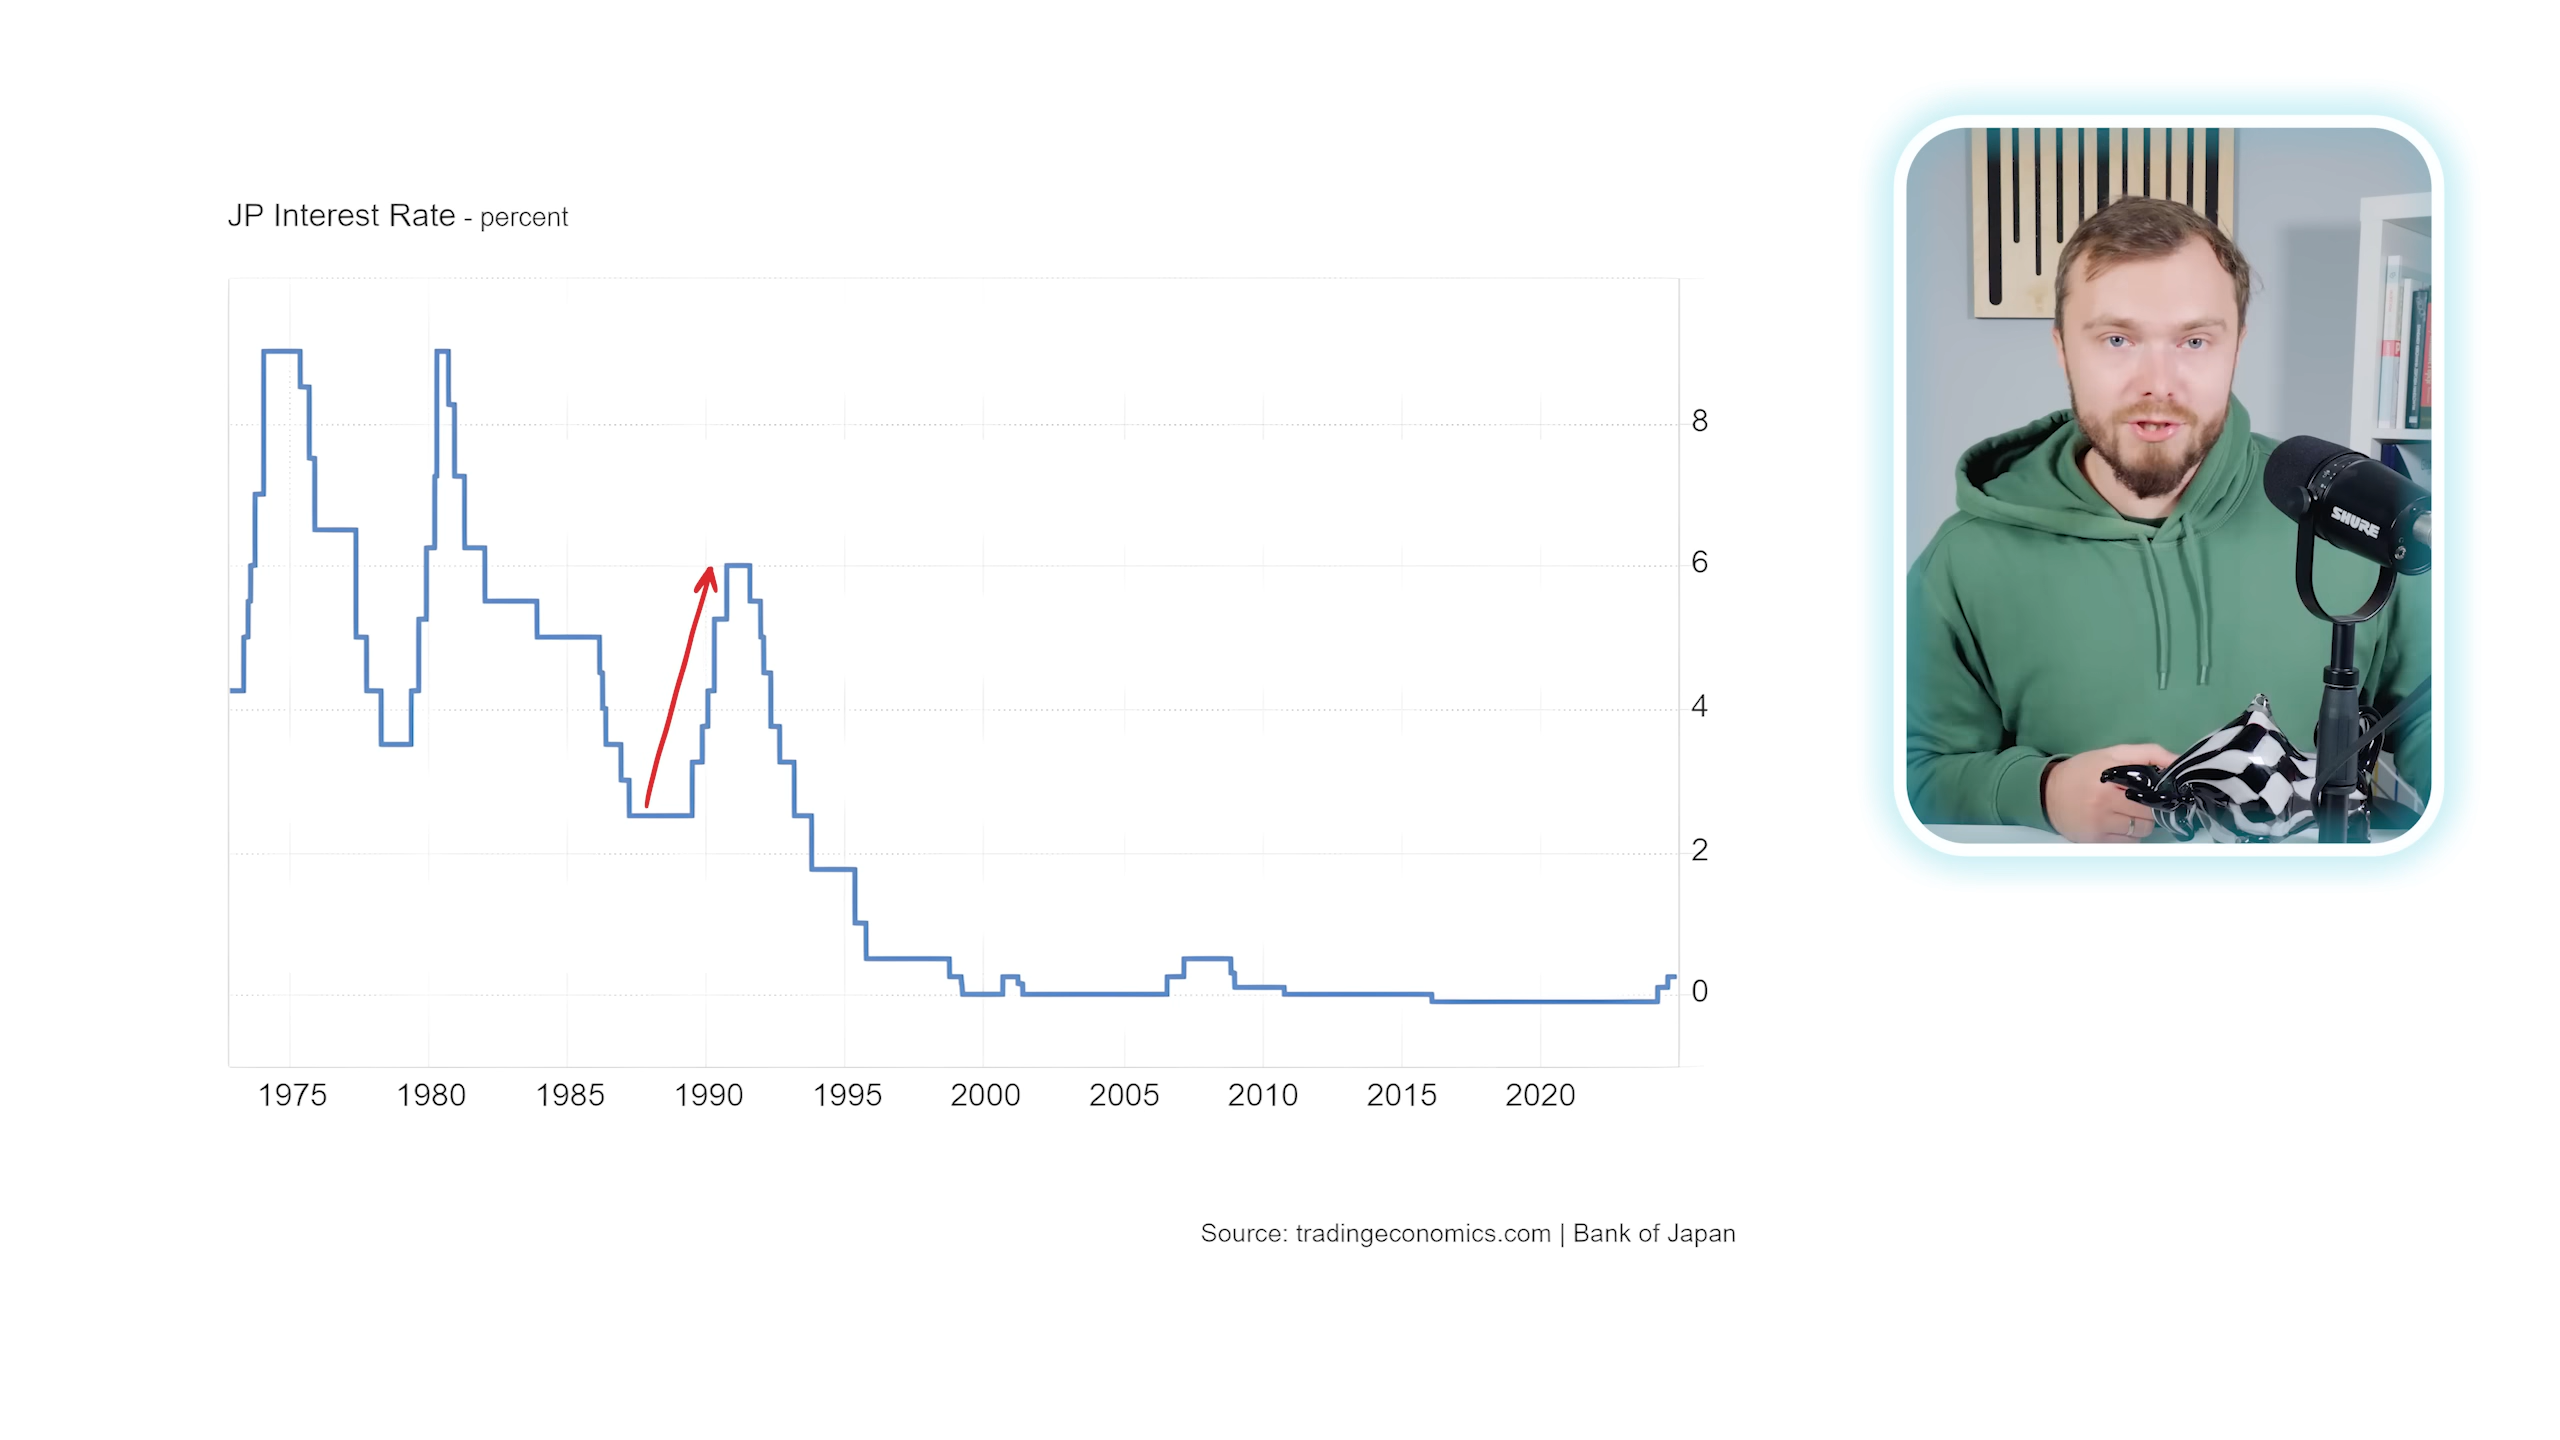 JP Interest Rate - percent
8
6
4
2
0
1975 1980 1985 1990 1995 2000 2005 2010 2015 2020
Source: tradingeconomics.com | Bank of Japan
SHURE